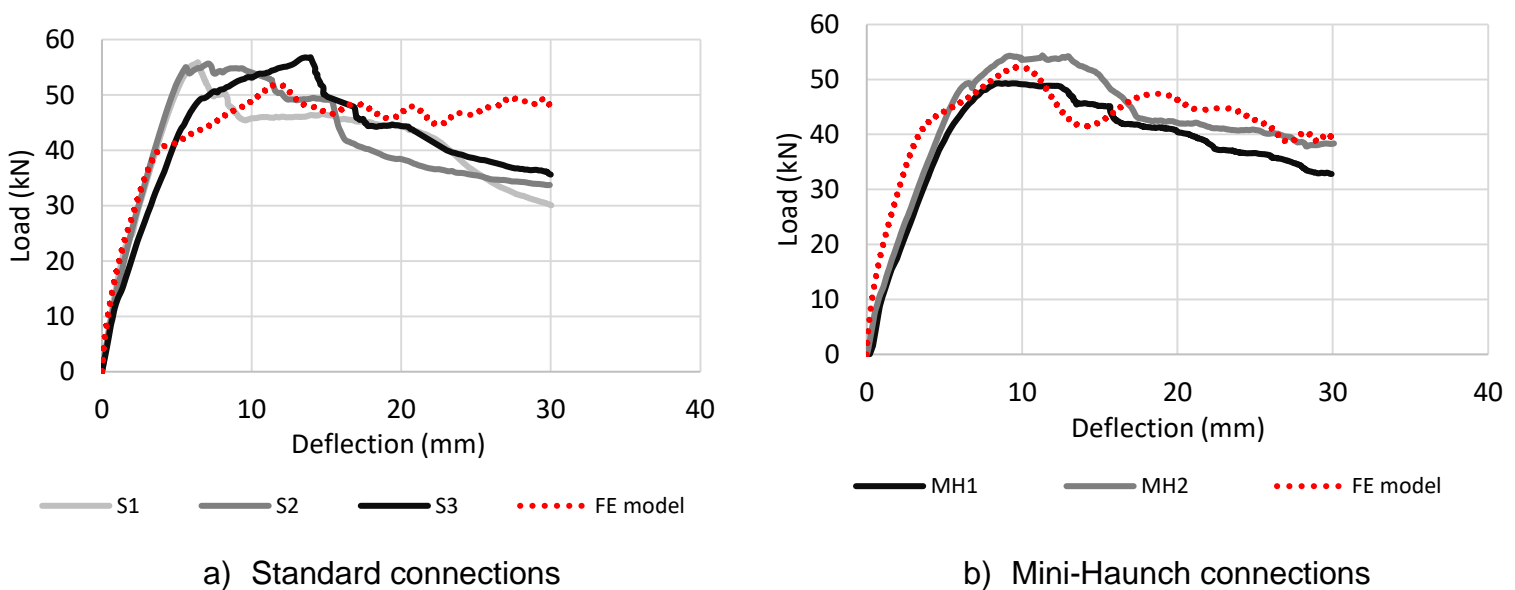 60
50
40
30
20
10
0
Load (kN)
0 10 20 30 40
Deflection (mm)
S1 S2 S3 FE model
a) Standard connections
60
50
40
30
20
10
0
Load (kN)
0 10 20 30 40
Deflection (mm)
MH1 MH2 FE model
b) Mini-Haunch connections